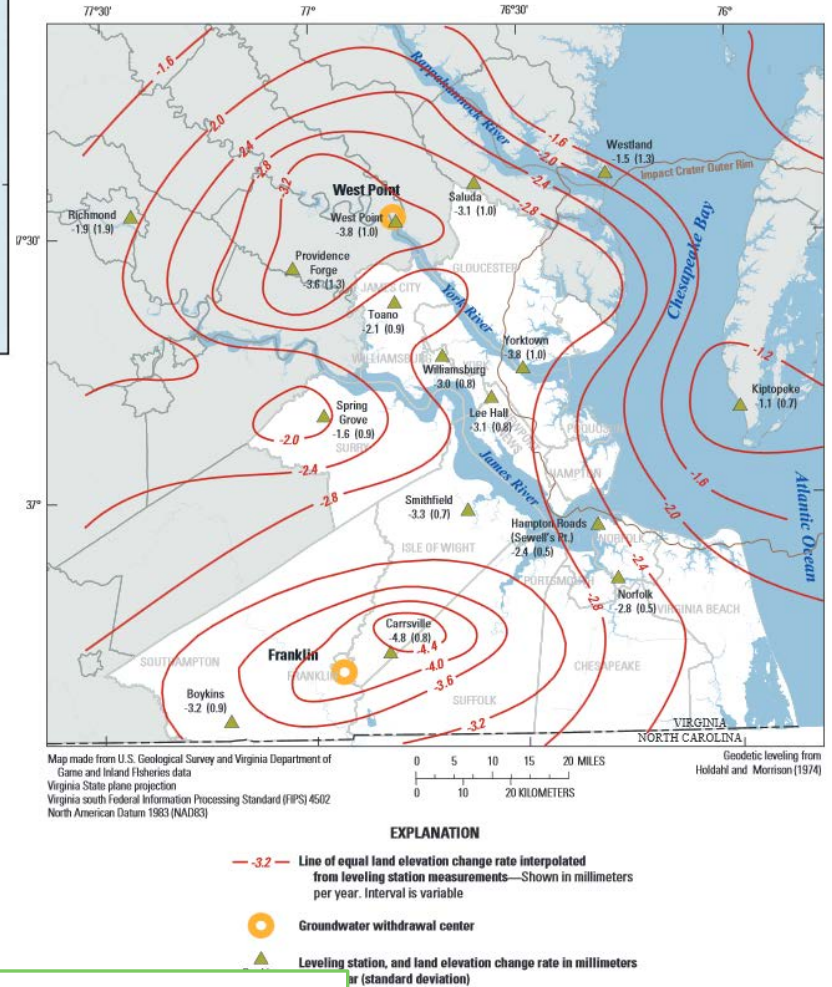 77°30'
77°
76°30'
76°
-1.6
Rappahannock River
-2.0
-2.4
-2.8
-3.2
-1.6
-2.0
-2.4
-2.8
Westland
-1.5 (1.3)
Impact Crater Outer Rim
West Point
Saluda
-3.1 (1.0)
Richmond
-1.9 (1.9)
West Point
-3.8 (1.0)
7°30'
Chesapeake Bay
Providence
Forge
-3.6 (1.3)
GLOUCESTER
JAMES CITY
York River
Toano
-2.1 (0.9)
Yorktown
-3.8 (1.0)
-1.2
WILLIAMSBURG
YORK
Williamsburg
-3.0 (0.8)
Kiptopeke
-1.1 (0.7)
Lee Hall
-3.1 (0.8)
Spring
Grove
-1.6 (0.9)
-2.0
SURRY
NEWPORT
NEWS
POQUOSON
-2.4
James River
HAMPTON
-1.6
Atlantic Ocean
-2.8
-2.0
3/°
Smithfield
-3.3 (0.7)
Hampton Roads
(Sewell's Pt.)
-2.4 (0.5)
NORFOLK
ISLE OF WIGHT
-2.4
PORTSMOUTH
-2.8
Norfolk
-2.8 (0.5)
VIRGINIA BEACH
Carrsville
-4.8 (0.8)
-4.4
-4.0
-3.6
-3.2
Franklin
SOUTHAMPTON
FRANKLIN
CHESAPEAKE
Boykins
-3.2 (0.9)
SUFFOLK
VIRGINIA
NORTH CAROLINA
Map made from U.S. Geological Survey and Virginia Department of
Game and Inland FIsheries data
Virginia State plane projection
Virginia south Federal Information Processing Standard (FIPS) 4502
North American Datum 1983 (NAD83)
0 5 10 15 20 MILES
0 10 20 KILOMETERS
Geodetic leveling from
Holdahl and Morrison (1974)
EXPLANATION
-3.2 Line of equal land elevation change rate interpolated
from leveling station measurements—Shown in millimeters
per year. Interval is variable
Groundwater withdrawal center
Leveling station, and land elevation change rate in millimeters
ar (standard deviation)